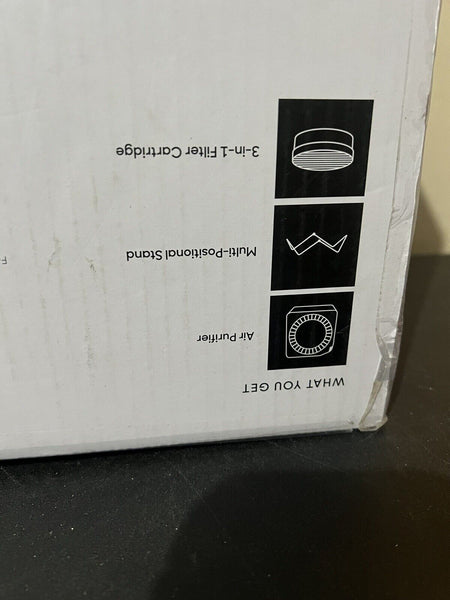 WHAT YOU GET
Air Purifier
Multi-Positional Stand
3-in-1 Filter Cartridge